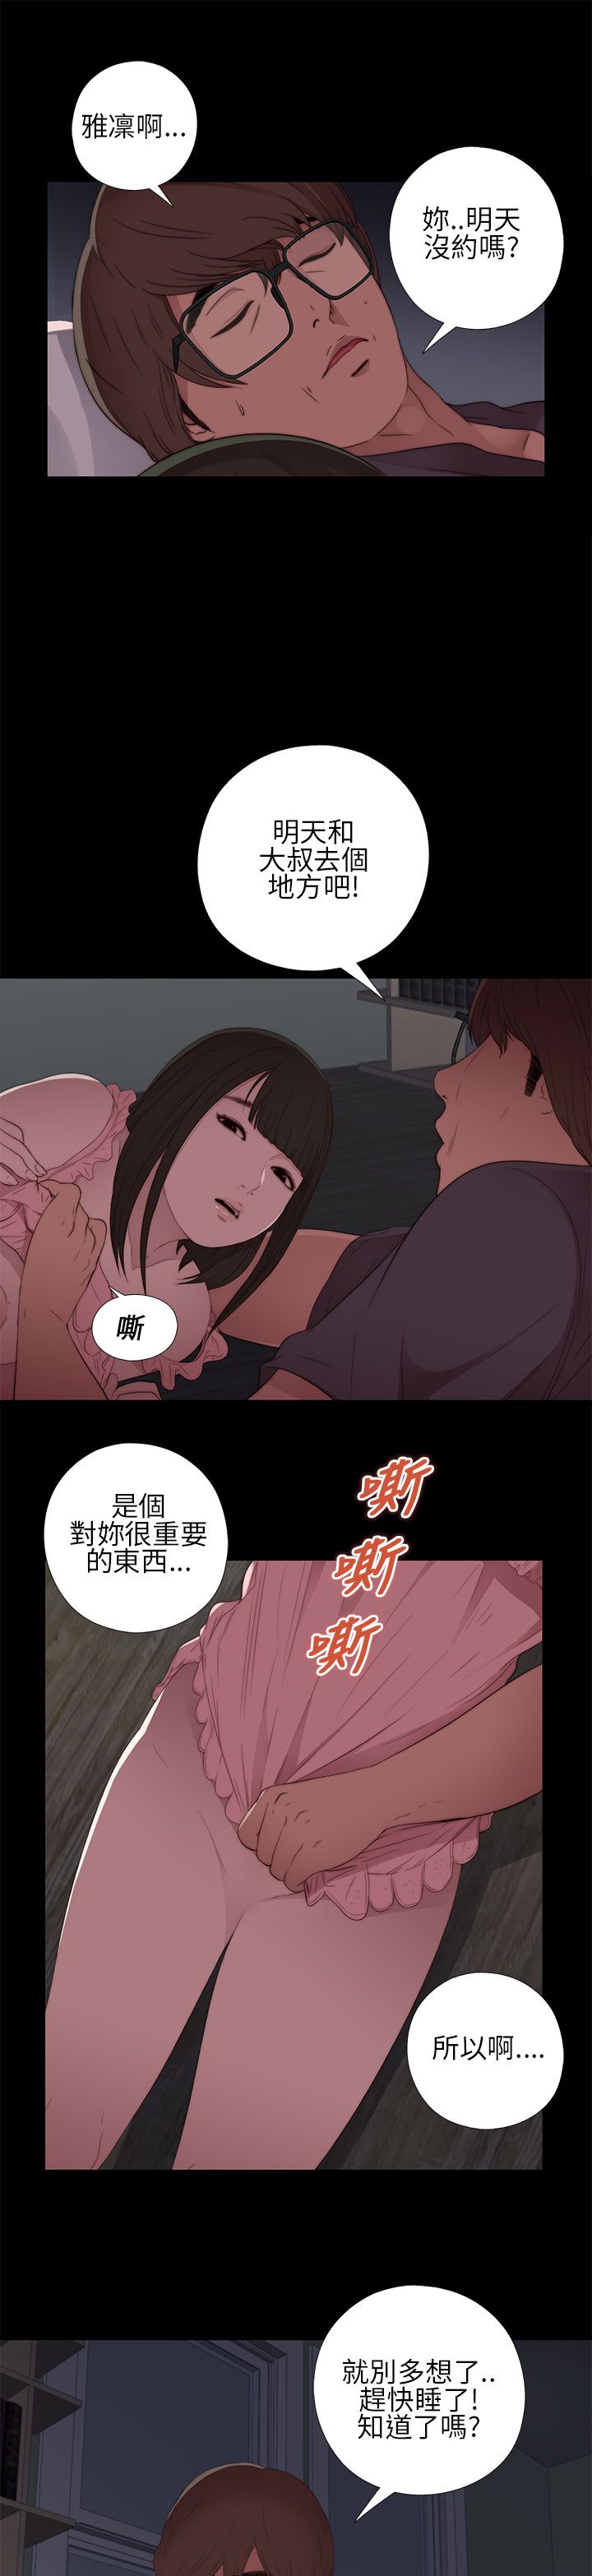 雅凜啊...
妳..明天
沒約嗎?
明天和
大叔去個
地方吧!
嘶
是個
對妳很重要
的東西...
嘶
嘶
嘶
所以啊....
就別多想了..
趕快睡了!
知道了嗎?